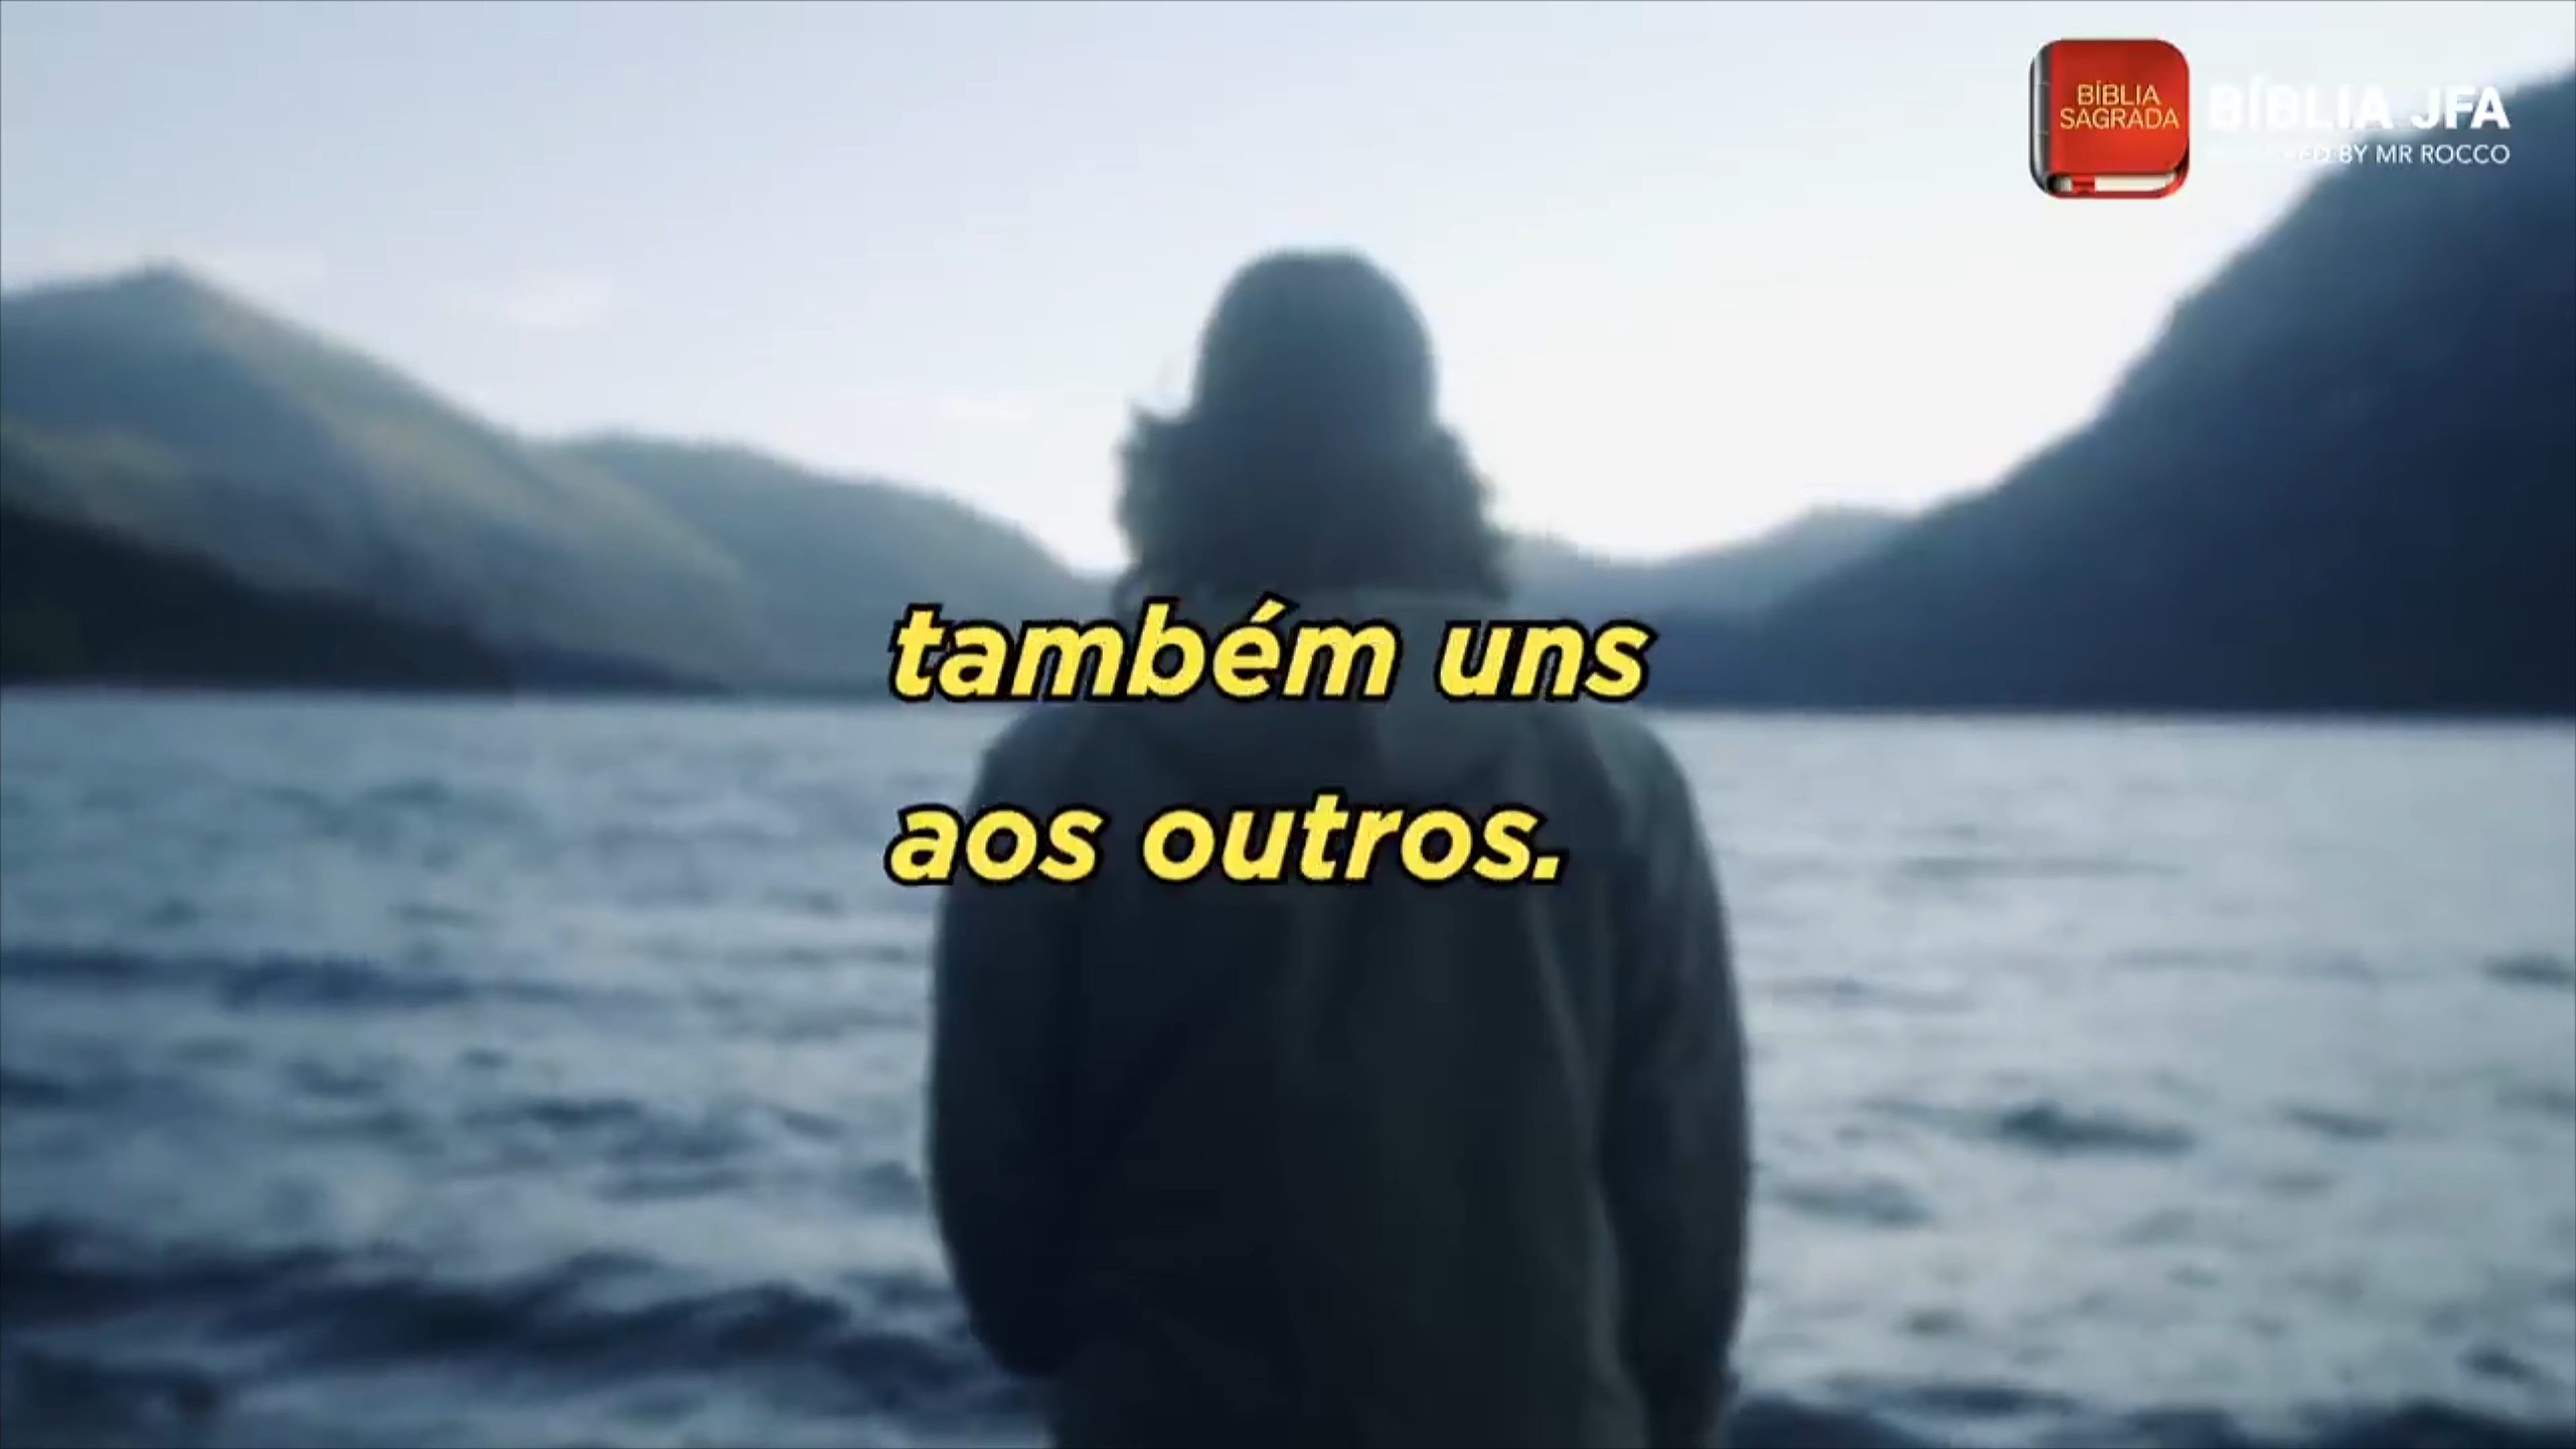 BÍBLIA
SAGRADA
BÍBLIA JFA
BY MR ROCCO
também uns
aos outros.